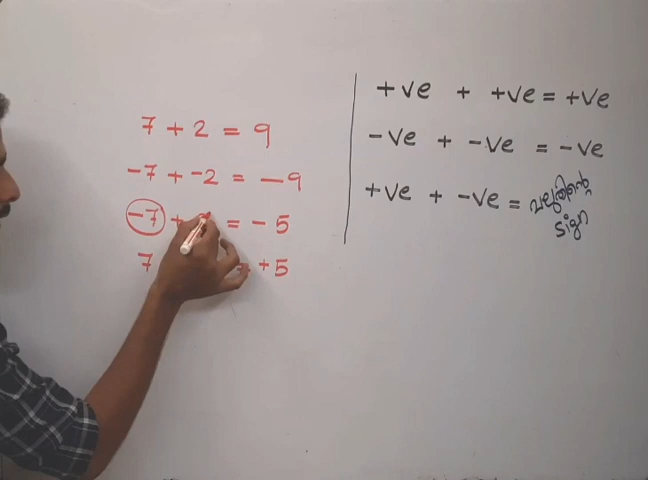 7 + 2 = 9
-7 + -2 = -9
-7 + = -5
7 = +5
+ve + +ve = +ve
-ve + -ve = -ve
+ve + -ve = വലുതിന്റെ
sign